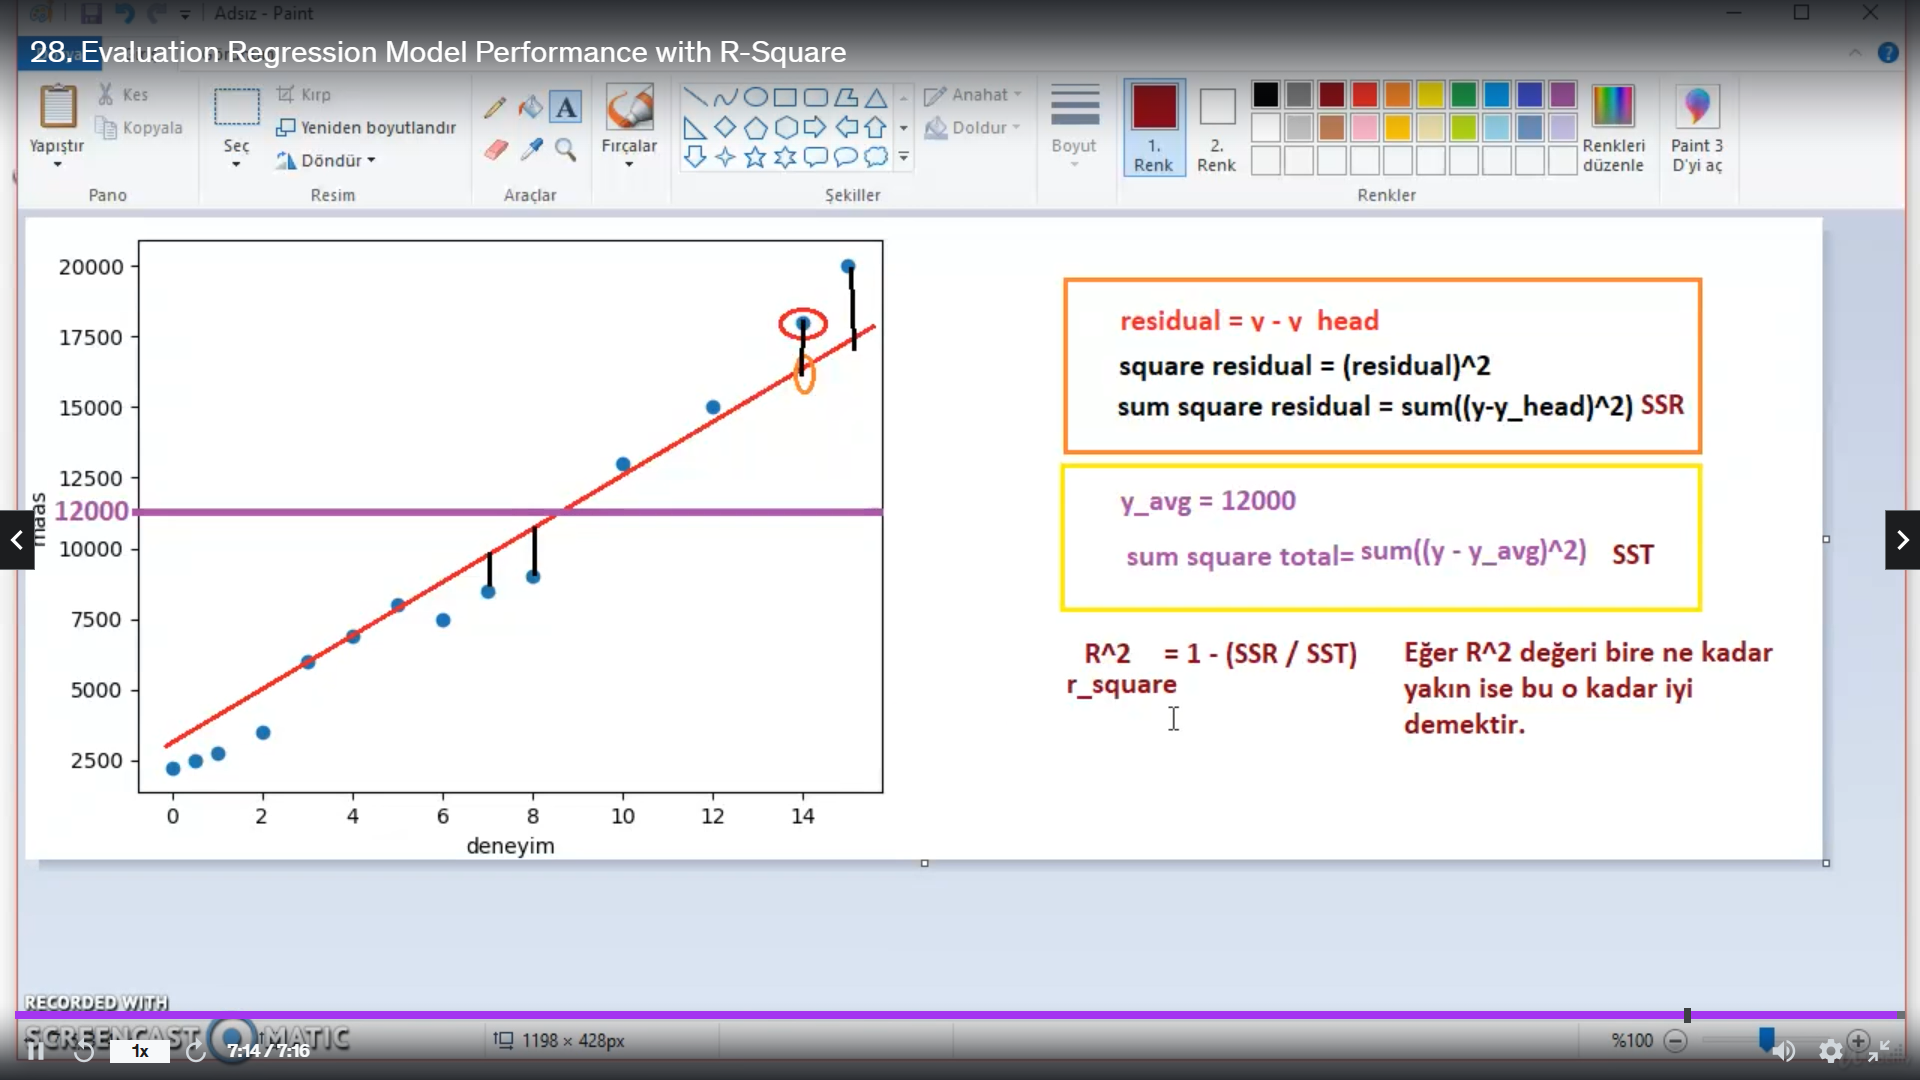 Adsız - Paint
28. Evaluation Regression Model Performance with R-Square
Yapıştır
Kes
Kopyala
Pano
Seç
Kırp
Yeniden boyutlandır
Döndür
Resim
A
Araçlar
Fırçalar
Şekiller
Anahat
Doldur
Boyut
1.
Renk
2.
Renk
Renkler
Renkleri
düzenle
Paint 3
D'yi aç
20000
17500
15000
12500
12000
10000
7500
5000
2500
maas
0 2 4 6 8 10 12 14
deneyim
residual = y - y head
square residual = (residual)^2
sum square residual = sum((y-y_head)^2) SSR
y_avg = 12000
sum square total= sum((y - y_avg)^2) SST
R^2 = 1 - (SSR / SST)
r_square
Eğer R^2 değeri bire ne kadar
yakın ise bu o kadar iyi
demektir.
RECORDED WITH
SCREENCAST MATIC
1x
7:14 / 7:16
1198 × 428px
%100